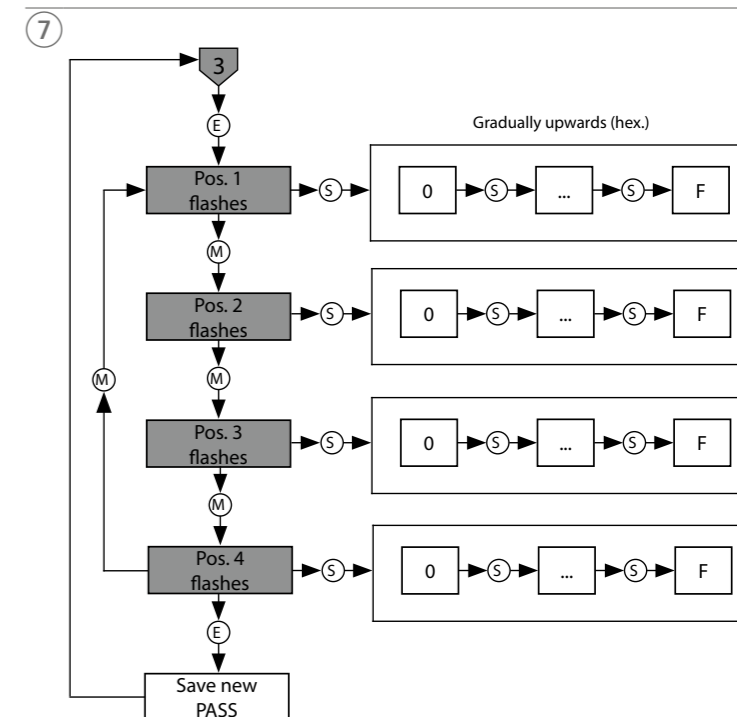 7
3
E
Gradually upwards (hex.)
Pos. 1
flashes
S
0
S
...
S
F
M
Pos. 2
flashes
S
0
S
...
S
F
M
M
Pos. 3
flashes
S
0
S
...
S
F
M
Pos. 4
flashes
S
0
S
...
S
F
E
Save new
PASS